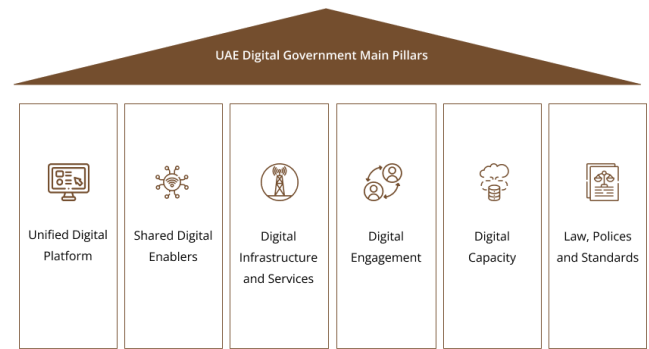 UAE Digital Government Main Pillars
Unified Digital
Platform
Shared Digital
Enablers
Digital
Infrastructure
and Services
Digital
Engagement
Digital
Capacity
Law, Polices
and Standards